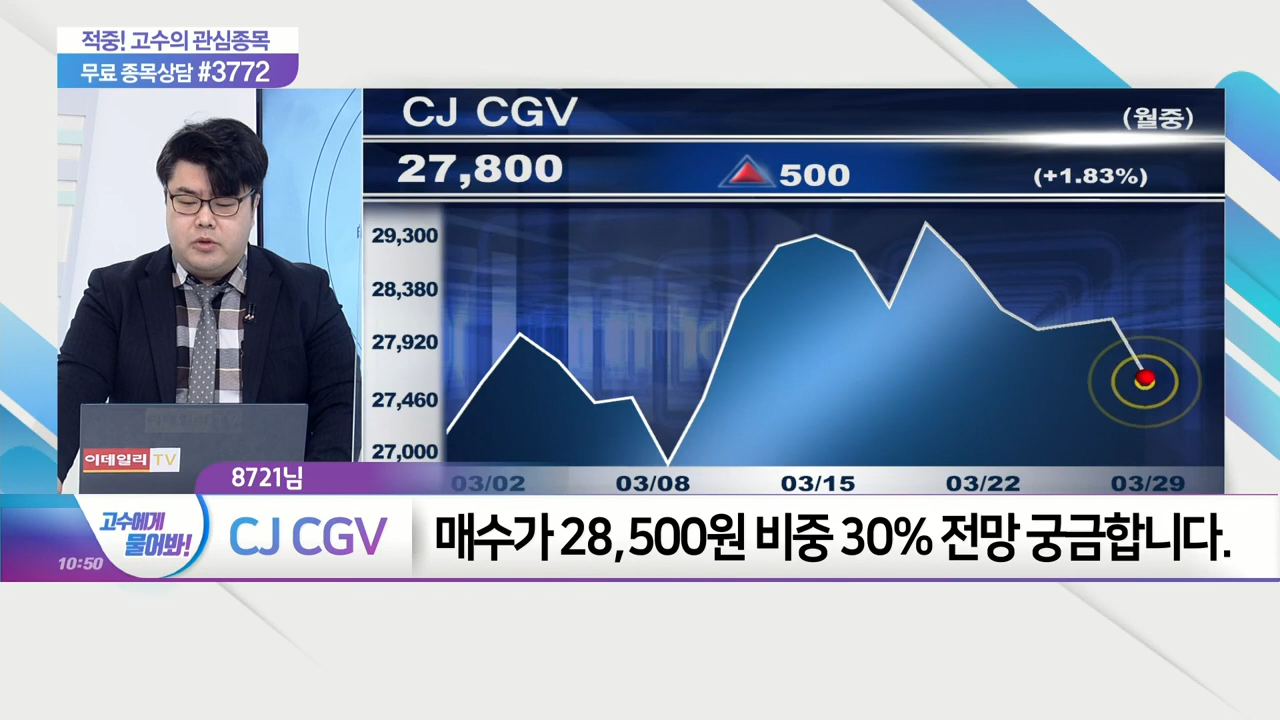 적중! 고수의 관심종목
무료 종목상담 #3772
CJ CGV
(월중)
27,800
500
(+1.83%)
29,300
28,380
27,920
27,460
27,000
03/02
03/08
03/15
03/22
03/29
이데일리TV
8721님
고수에게
물어봐!
10:50
CJ CGV
매수가 28,500원 비중 30% 전망 궁금합니다.